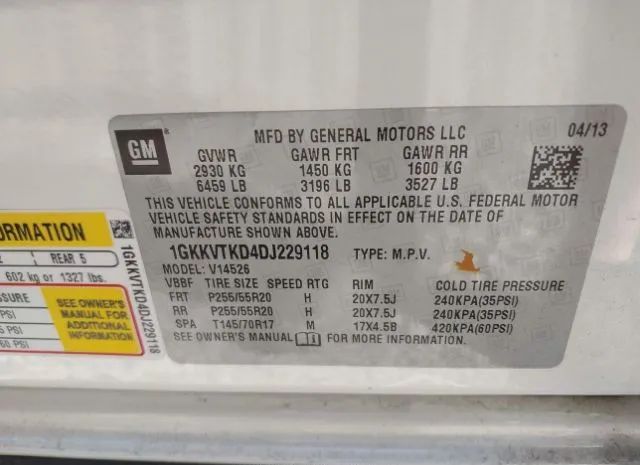 GM
MFD BY GENERAL MOTORS LLC 04/13
GVWR GAWR FRT GAWR RR
2930 KG 1450 KG 1600 KG
6459 LB 3196 LB 3527 LB
THIS VEHICLE CONFORMS TO ALL APPLICABLE U.S. FEDERAL MOTOR
VEHICLE SAFETY STANDARDS IN EFFECT ON THE DATE OF
MANUFACTURE SHOWN ABOVE.
1GKKVTKD4DJ229118 TYPE: M.P.V.
MODEL: V14526
VBBF TIRE SIZE SPEED RTG RIM COLD TIRE PRESSURE
FRT P255/55R20 H 20X7.5J 240KPA(35PSI)
RR P255/55R20 H 20X7.5J 240KPA(35PSI)
SPA T145/70R17 M 17X4.5B 420KPA(60PSI)
SEE OWNER'S MANUAL FOR MORE INFORMATION.
ORMATION
REAR 5
602 kg or 1327 lbs.
SSURE
SEE OWNER'S
MANUAL FOR
ADDITIONAL
INFORMATION
PSI
PSI
60 PSI
1GKKVTKD4DJ229118